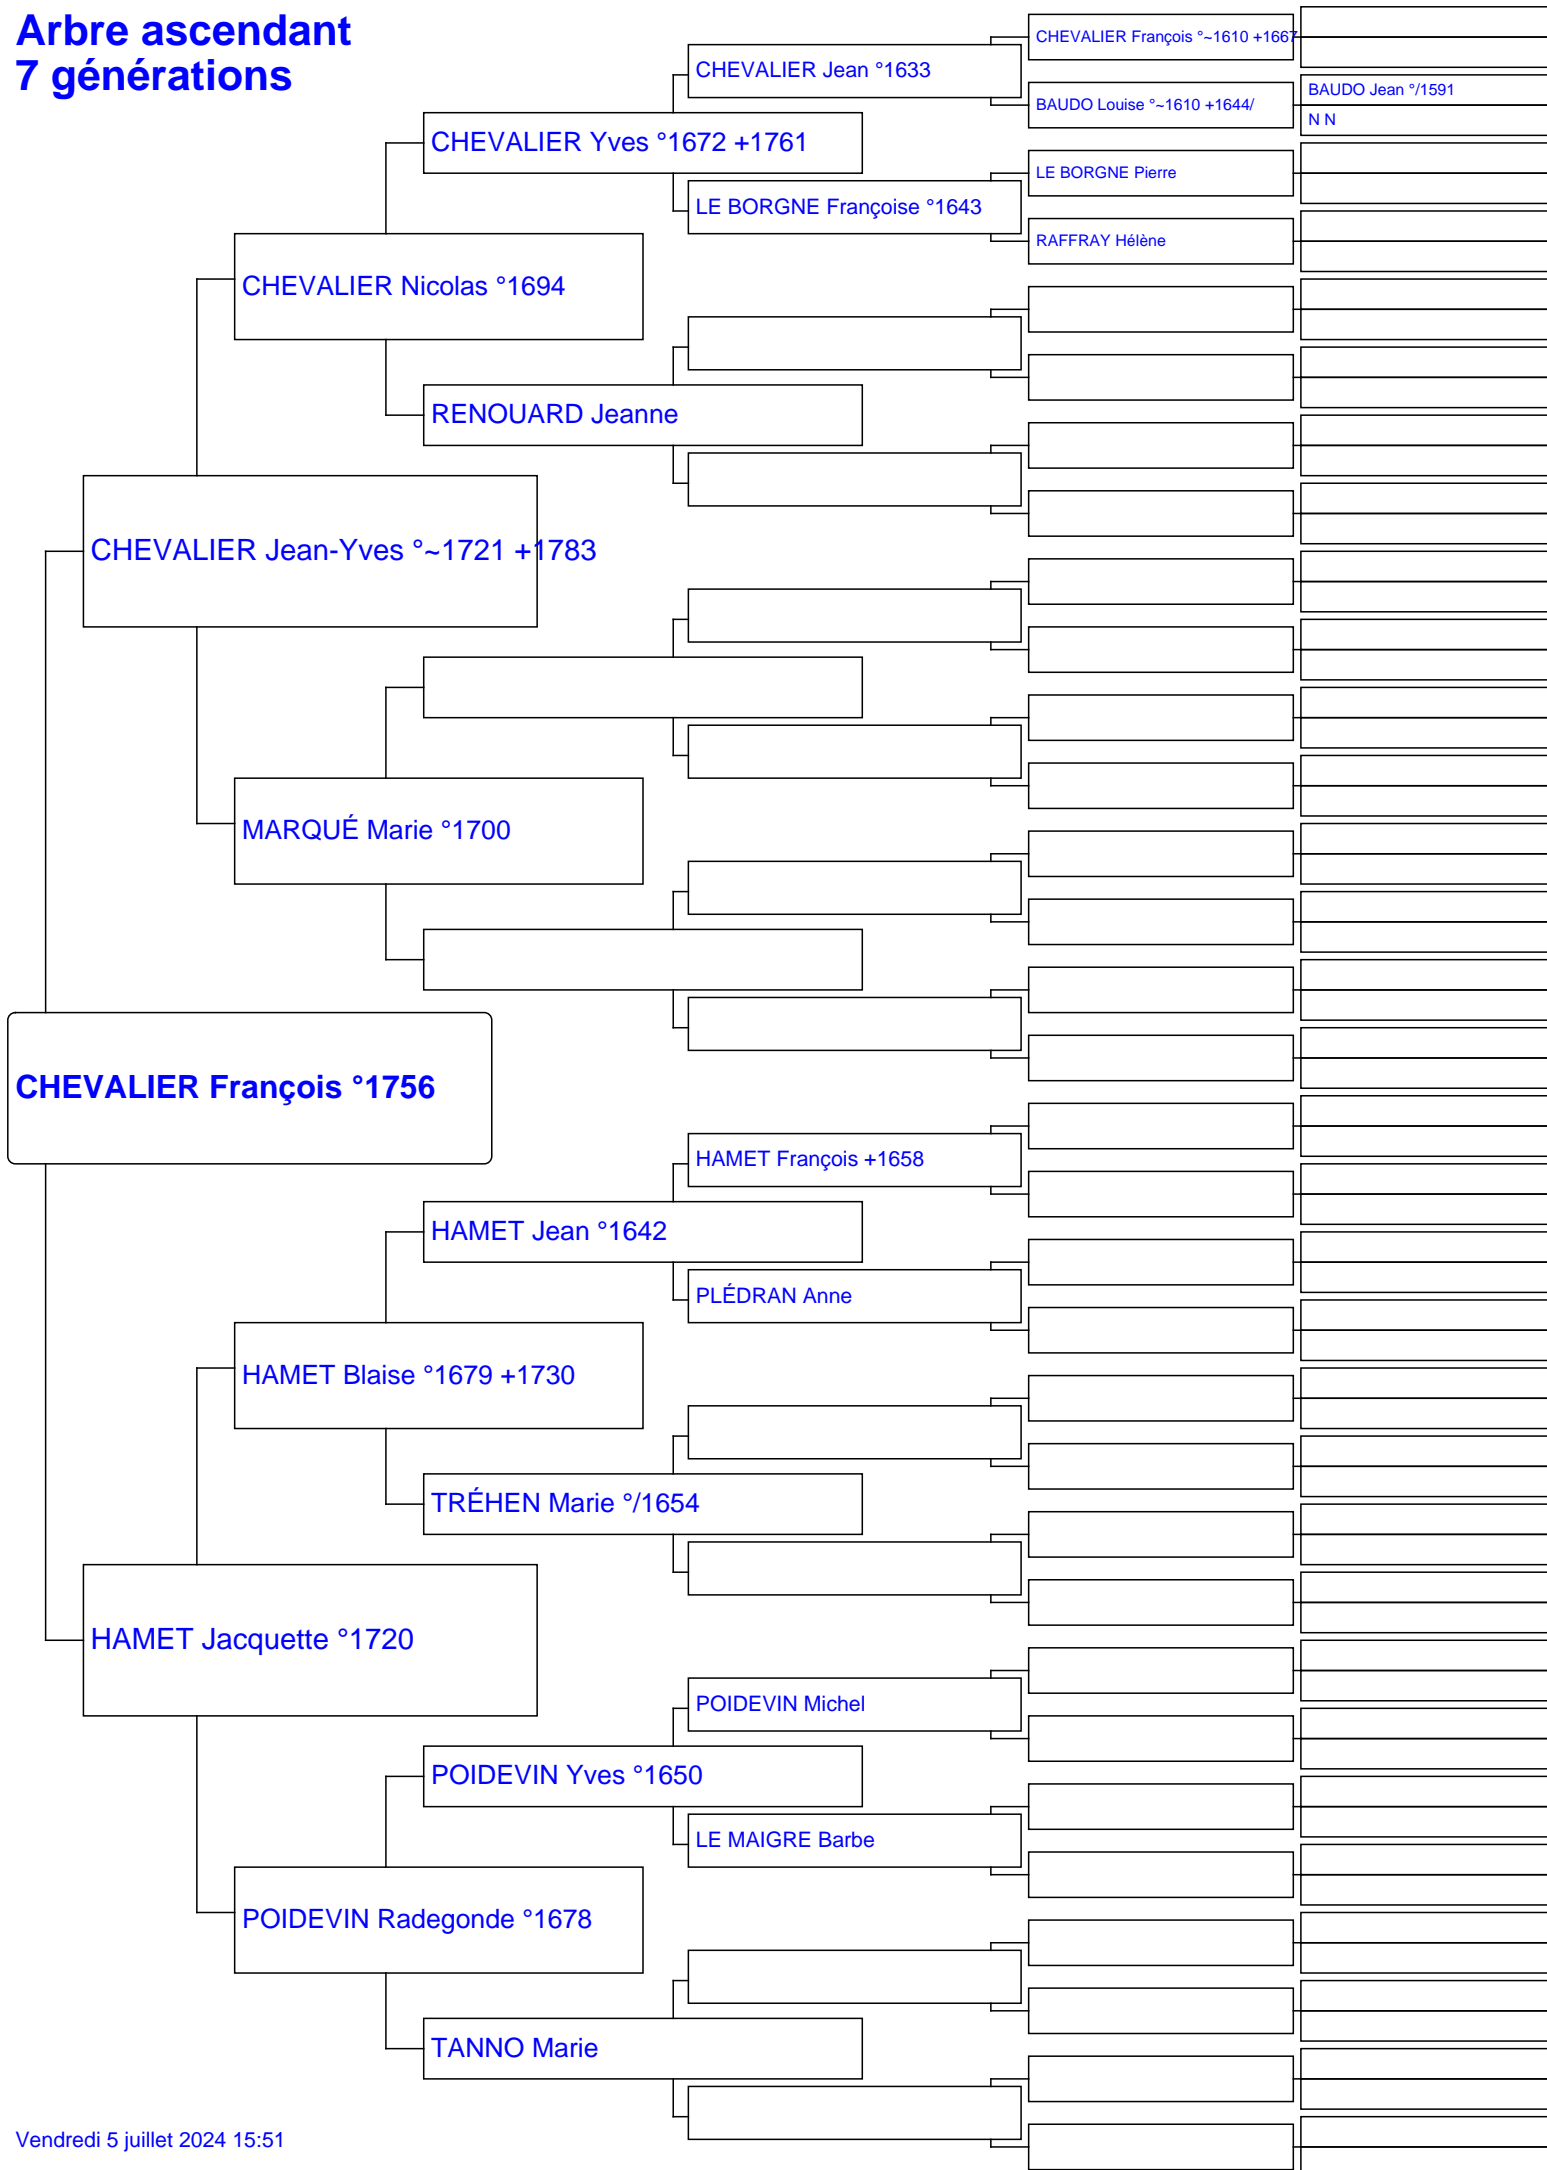 Arbre ascendant
7 générations
CHEVALIER François °~1610 +1667
CHEVALIER Jean °1633
BAUDO Jean °/1591
BAUDO Louise °~1610 +1644/
N N
CHEVALIER Yves °1672 +1761
LE BORGNE Pierre
LE BORGNE Françoise °1643
RAFFRAY Hélène
CHEVALIER Nicolas °1694
RENOUARD Jeanne
CHEVALIER Jean-Yves °~1721 +1783
MARQUÉ Marie °1700
CHEVALIER François °1756
HAMET François +1658
HAMET Jean °1642
PLÉDRAN Anne
HAMET Blaise °1679 +1730
TRÉHEN Marie °/1654
HAMET Jacquette °1720
POIDEVIN Michel
POIDEVIN Yves °1650
LE MAIGRE Barbe
POIDEVIN Radegonde °1678
TANNO Marie
Vendredi 5 juillet 2024 15:51